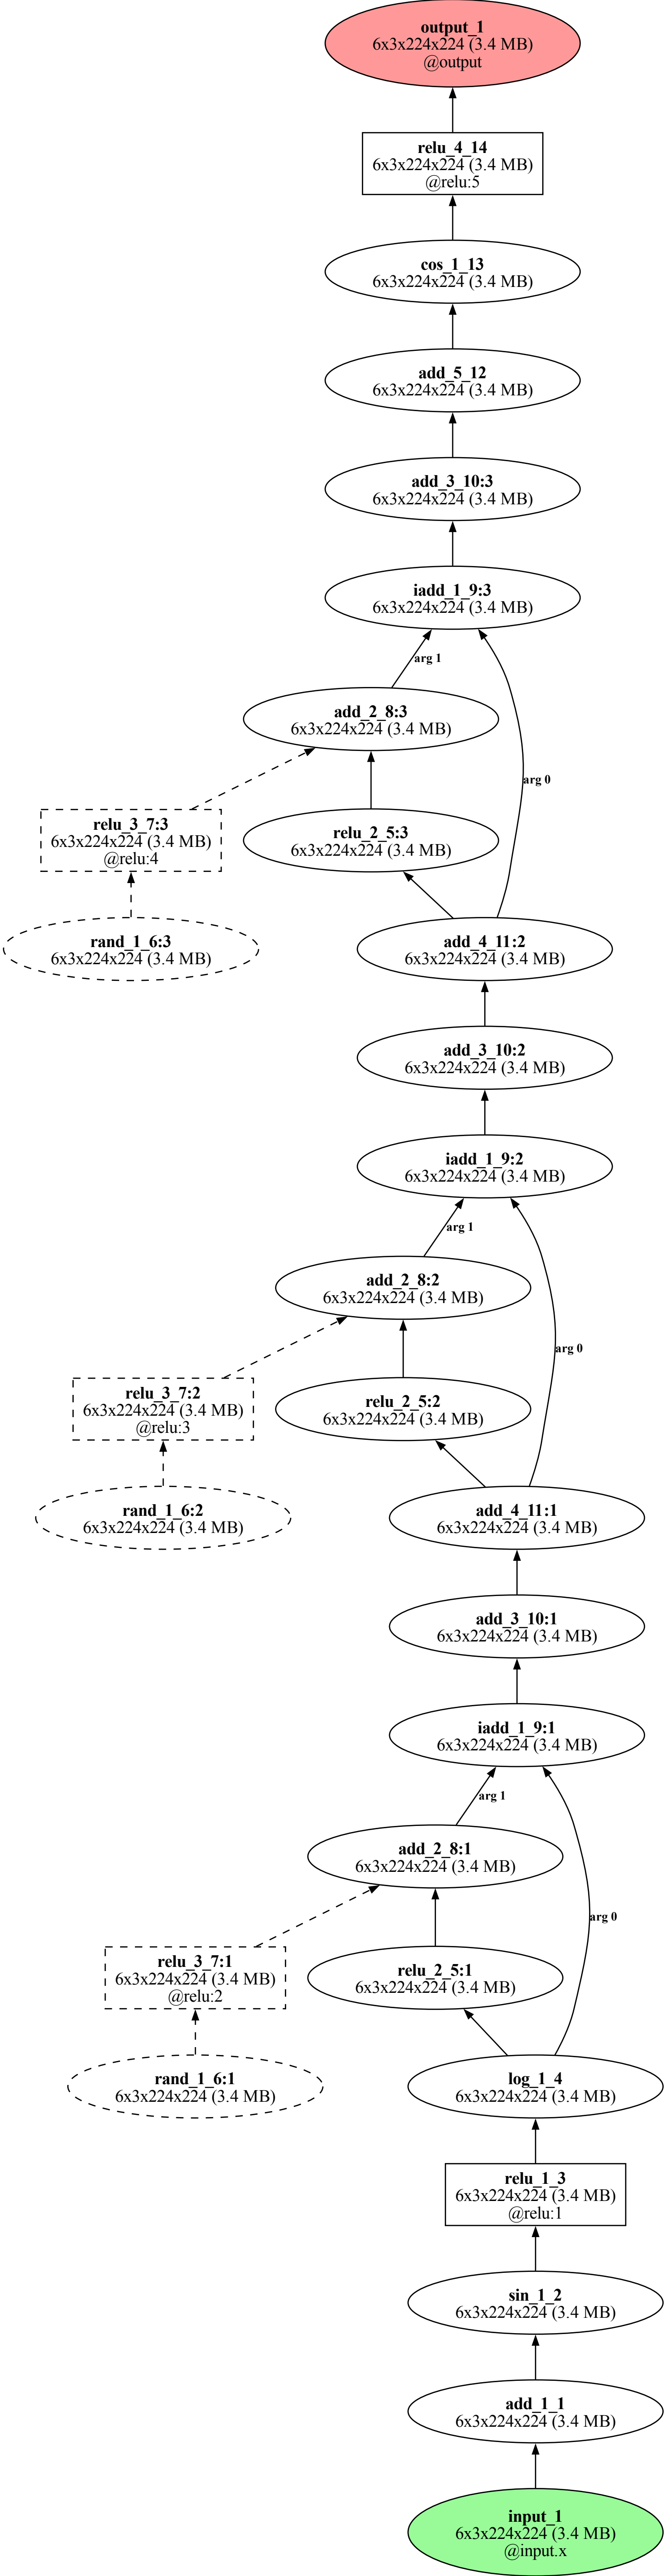 output_1
6x3x224x224 (3.4 MB)
@output
relu_4_14
6x3x224x224 (3.4 MB)
@relu:5
cos_1_13
6x3x224x224 (3.4 MB)
add_5_12
6x3x224x224 (3.4 MB)
add_3_10:3
6x3x224x224 (3.4 MB)
iadd_1_9:3
6x3x224x224 (3.4 MB)
arg 1
add_2_8:3
6x3x224x224 (3.4 MB)
arg 0
relu_3_7:3
6x3x224x224 (3.4 MB)
@relu:4
relu_2_5:3
6x3x224x224 (3.4 MB)
rand_1_6:3
6x3x224x224 (3.4 MB)
add_4_11:2
6x3x224x224 (3.4 MB)
add_3_10:2
6x3x224x224 (3.4 MB)
iadd_1_9:2
6x3x224x224 (3.4 MB)
arg 1
add_2_8:2
6x3x224x224 (3.4 MB)
arg 0
relu_3_7:2
6x3x224x224 (3.4 MB)
@relu:3
relu_2_5:2
6x3x224x224 (3.4 MB)
rand_1_6:2
6x3x224x224 (3.4 MB)
add_4_11:1
6x3x224x224 (3.4 MB)
add_3_10:1
6x3x224x224 (3.4 MB)
iadd_1_9:1
6x3x224x224 (3.4 MB)
arg 1
add_2_8:1
6x3x224x224 (3.4 MB)
arg 0
relu_3_7:1
6x3x224x224 (3.4 MB)
@relu:2
relu_2_5:1
6x3x224x224 (3.4 MB)
rand_1_6:1
6x3x224x224 (3.4 MB)
log_1_4
6x3x224x224 (3.4 MB)
relu_1_3
6x3x224x224 (3.4 MB)
@relu:1
sin_1_2
6x3x224x224 (3.4 MB)
add_1_1
6x3x224x224 (3.4 MB)
input_1
6x3x224x224 (3.4 MB)
@input.x